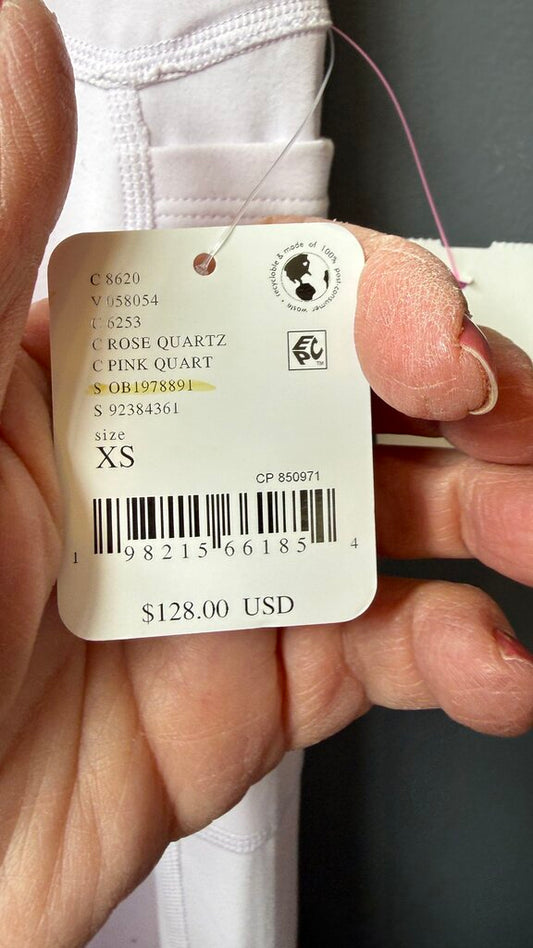 C 8620
V 058054
C 6253
C ROSE QUARTZ
C PINK QUART
S OB1978891
S 92384361
size
XS
recyclable & made of 100% post-consumer waste •
EPC™
CP 850971
1 98215 66185 4
$128.00 USD